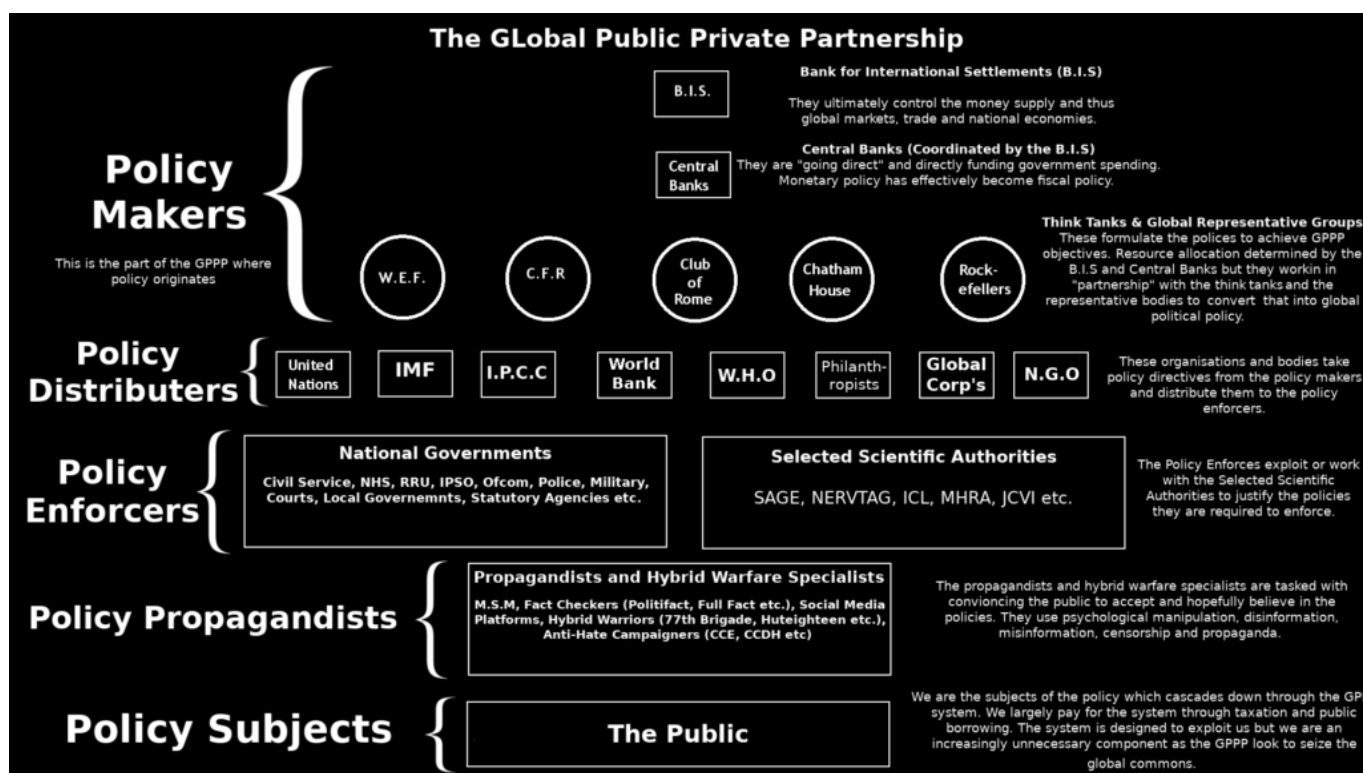 The GLobal Public Private Partnership
Policy
Makers
This is the part of the GPPP where
policy originates
B.I.S.
Bank for International Settlements (B.I.S)
They ultimately control the money supply and thus
global markets, trade and national economies.
Central
Banks
Central Banks (Coordinated by the B.I.S)
They are "going direct" and directly funding government spending.
Monetary policy has effectively become fiscal policy.
W.E.F.
C.F.R
Club
of
Rome
Chatham
House
Rock-
efellers
Think Tanks & Global Representative Groups
These formulate the polices to achieve GPPP
objectives. Resource allocation determined by the
B.I.S and Central Banks but they workin in
"partnership" with the think tanks and the
representative bodies to convert that into global
political policy.
Policy
Distributers
United
Nations
IMF
I.P.C.C
World
Bank
W.H.O
Philanth-
ropists
Global
Corp's
N.G.O
These organisations and bodies take
policy directives from the policy makers
and distribute them to the policy
enforcers.
Policy
Enforcers
National Governments
Civil Service, NHS, RRU, IPSO, Ofcom, Police, Military,
Courts, Local Governemnts, Statutory Agencies etc.
Selected Scientific Authorities
SAGE, NERVTAG, ICL, MHRA, JCVI etc.
The Policy Enforces exploit or work
with the Selected Scientific
Authorities to justify the policies
they are required to enforce.
Policy Propagandists
Propagandists and Hybrid Warfare Specialists
M.S.M, Fact Checkers (Politifact, Full Fact etc.), Social Media
Platforms, Hybrid Warriors (77th Brigade, Huteighteen etc.),
Anti-Hate Campaigners (CCE, CCDH etc)
The propagandists and hybrid warfare specialists are tasked with
convioncing the public to accept and hopefully believe in the
policies. They use psychological manipulation, disinformation,
misinformation, censorship and propaganda.
Policy Subjects
The Public
We are the subjects of the policy which cascades down through the GP
system. We largely pay for the system through taxation and public
borrowing. The system is designed to exploit us but we are an
increasingly unnecessary component as the GPPP look to seize the
global commons.